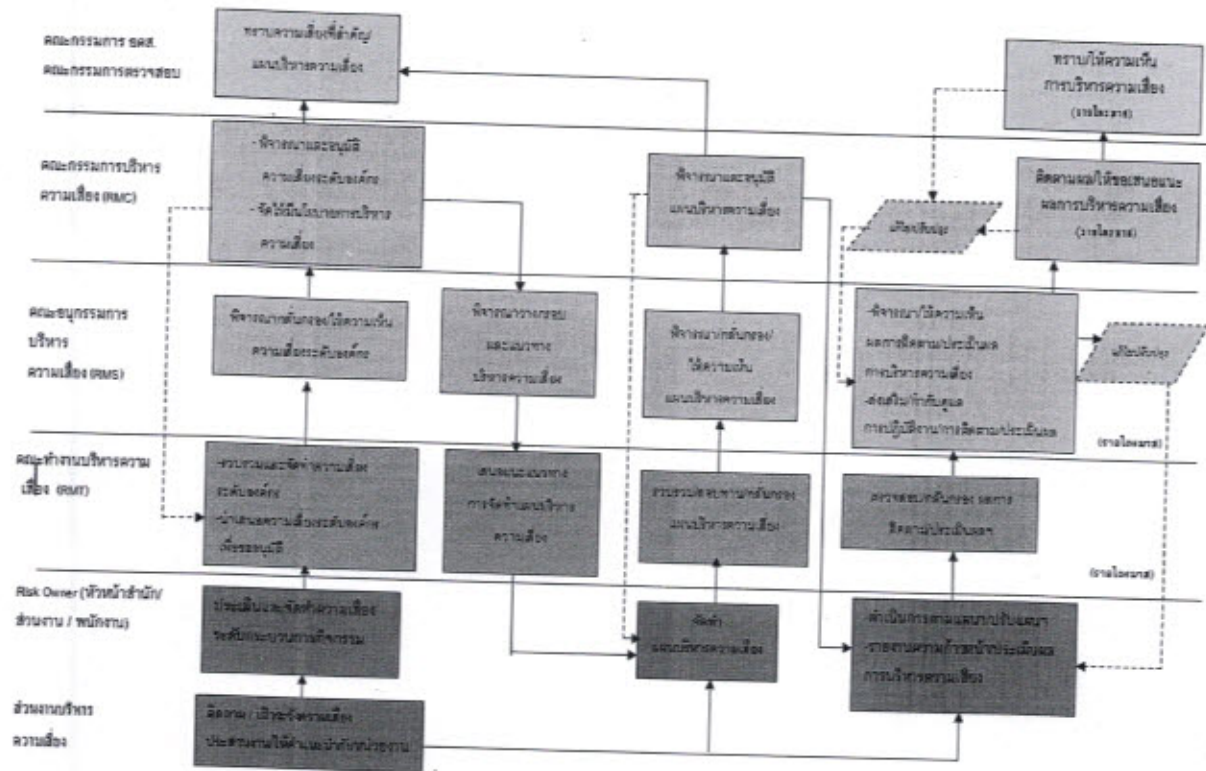 คณะกรรมการ อคส.
คณะกรรมการตรวจสอบ
ทราบความเสี่ยงที่สำคัญ/
แผนบริหารความเสี่ยง
ทราบ/ให้ความเห็น
การบริหารความเสี่ยง
(รายไตรมาส)
คณะกรรมการบริหาร
ความเสี่ยง (RMC)
- พิจารณาและอนุมัติ
ความเสี่ยงระดับองค์กร
- จัดให้มีนโยบายการบริหาร
ความเสี่ยง
พิจารณาและอนุมัติ
แผนบริหารความเสี่ยง
แก้ไข/ปรับปรุง
ติดตามผล/ให้ข้อเสนอแนะ
ผลการบริหารความเสี่ยง
(รายไตรมาส)
คณะอนุกรรมการ
บริหาร
ความเสี่ยง (RMS)
พิจารณากลั่นกรอง/ให้ความเห็น
ความเสี่ยงระดับองค์กร
พิจารณาวางกรอบ
และแนวทาง
บริหารความเสี่ยง
พิจารณา/กลั่นกรอง/
ให้ความเห็น
แผนบริหารความเสี่ยง
-พิจารณา/ให้ความเห็น
ผลการติดตาม/ประเมินผล
การบริหารความเสี่ยง
-ส่งเสริม/กำกับดูแล
การปฏิบัติงาน/การติดตาม/ประเมินผล
แก้ไขปรับปรุง
(รายไตรมาส)
คณะทำงานบริหารความ
เสี่ยง (RMT)
-รวบรวมและจัดทำความเสี่ยง
ระดับองค์กร
-นำเสนอความเสี่ยงระดับองค์กร
เพื่อขออนุมัติ
เสนอแนะแนวทาง
การจัดทำแผนบริหาร
ความเสี่ยง
รวบรวม/สอบทาน/กลั่นกรอง
แผนบริหารความเสี่ยง
ตรวจสอบ/กลั่นกรอง ผลการ
ติดตาม/ประเมินผลฯ
(รายไตรมาส)
Risk Owner (หัวหน้าสำนัก/
ส่วนงาน / พนักงาน)
ประเมินและจัดทำความเสี่ยง
ระดับกระบวนการ/กิจกรรม
จัดทำ
แผนบริหารความเสี่ยง
-ดำเนินการตามแผนฯ/ปรับแผนฯ
-รายงานความก้าวหน้า/ประเมินผล
การบริหารความเสี่ยง
ส่วนงานบริหาร
ความเสี่ยง
ติดตาม / เฝ้าระวังความเสี่ยง
ประสานงาน/ให้คำแนะนำกับหน่วยงาน